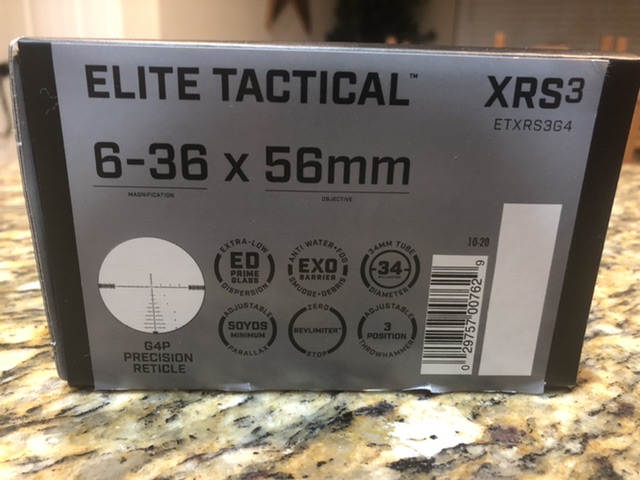 ELITE TACTICAL™
XRS3
ETXRS3G4
6-36 x 56mm
MAGNIFICATION
OBJECTIVE
EXTRA-LOW
ED
PRIME
GLASS
DISPERSION
ANTI WATER+FOG
EXO
BARRIER
SMUDGE+DEBRIS
34MM TUBE
-34-
DIAMETER
10-20
ADJUSTABLE
50YDS
MINIMUM
PARALLAX
ZERO
REVLIMITER™
STOP
ADJUSTABLE
3
POSITION
THROWHAMMER
G4P
PRECISION
RETICLE
0 29757 00762 9